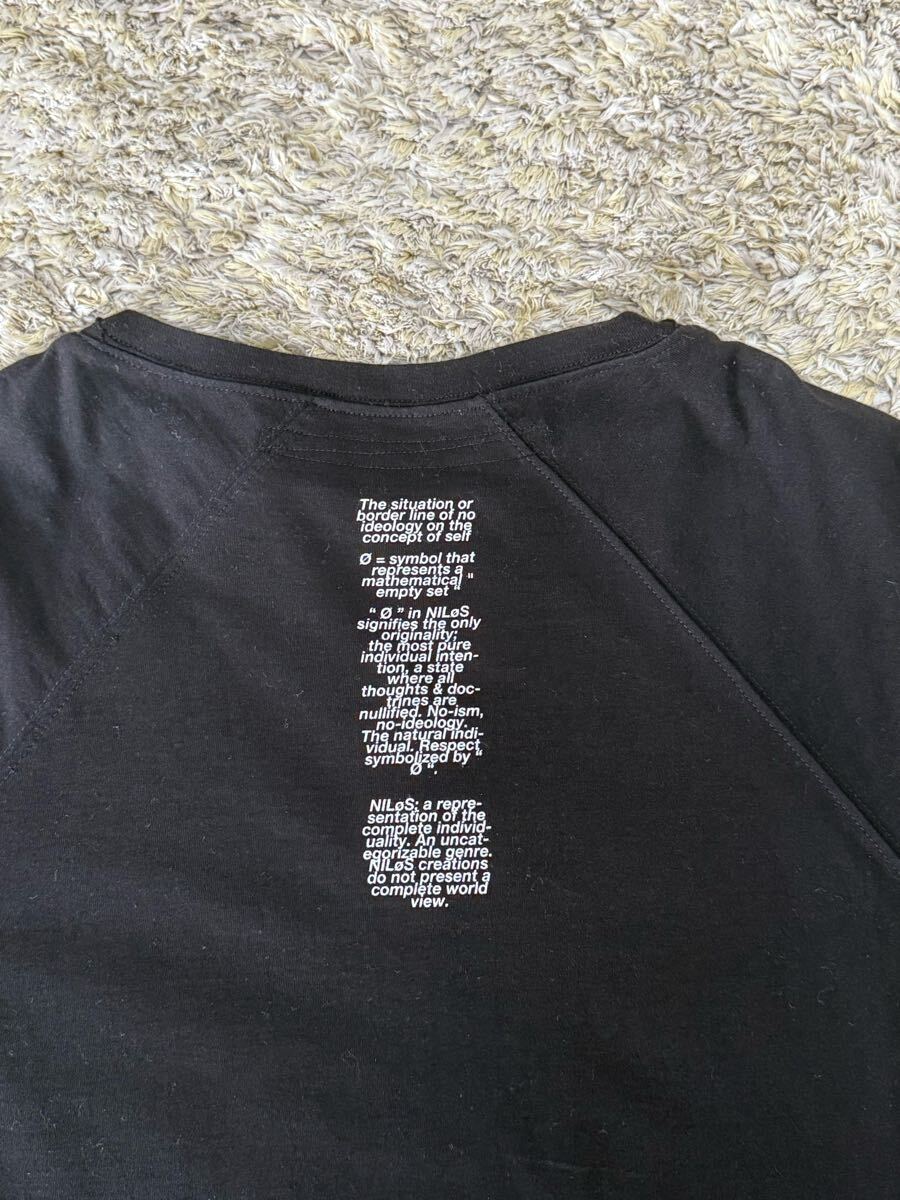 The situation or
border line of no
ideology on the
concept of self
Ø = symbol that
represents a
mathematical "
empty set "
" Ø " in NILøS
signifies the only
originality;
the most pure
individual inten-
tion, a state
where all
thoughts & doc-
trines are
nullified. No-ism,
no-ideology.
The natural indi-
vidual. Respect
symbolized by "
Ø ".
NILøS; a repre-
sentation of the
complete individ-
uality. An uncat-
egorizable genre.
NILøS creations
do not present a
complete world
view.